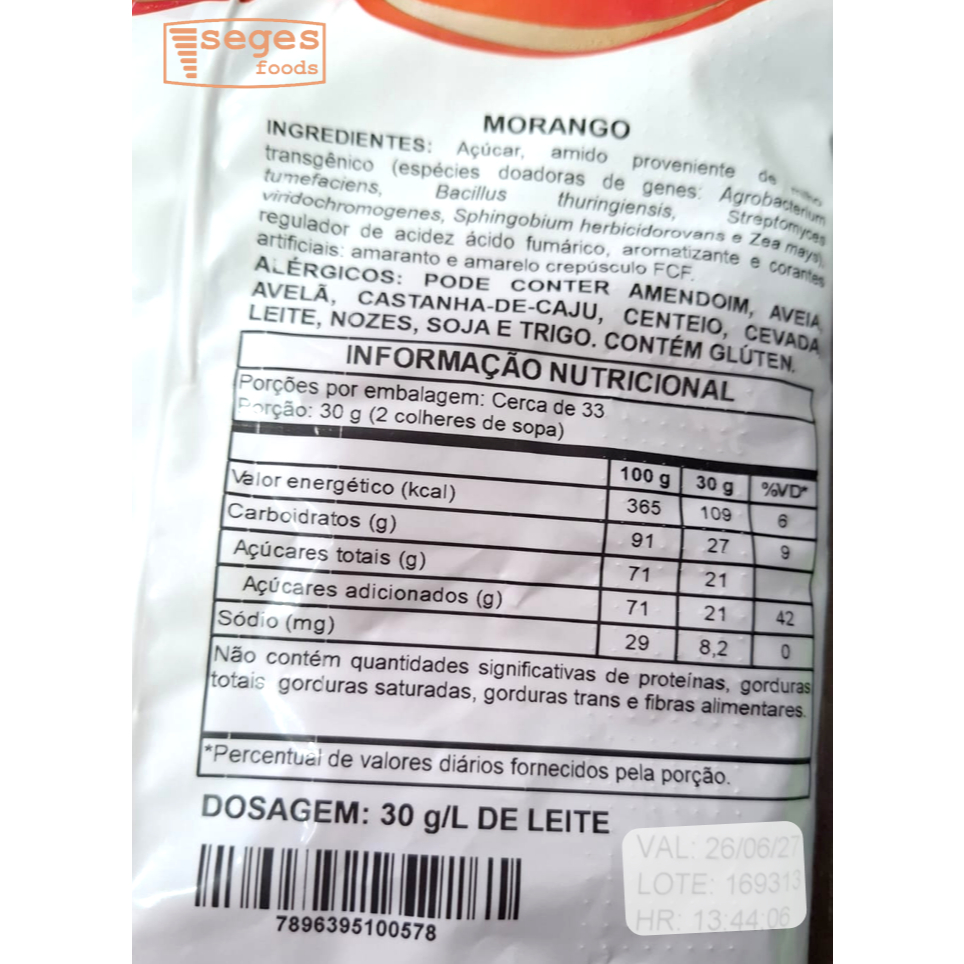 seges
foods
MORANGO
INGREDIENTES: Açúcar, amido proveniente de milho
transgênico (espécies doadoras de genes: Agrobacterium
tumefaciens, Bacillus thuringiensis, Streptomyces
viridochromogenes, Sphingobium herbicidorovans e Zea mays),
regulador de acidez ácido fumárico, aromatizante e corantes
artificiais: amaranto e amarelo crepúsculo FCF.
ALÉRGICOS: PODE CONTER AMENDOIM, AVEIA,
AVELÃ, CASTANHA-DE-CAJU, CENTEIO, CEVADA,
LEITE, NOZES, SOJA E TRIGO. CONTÉM GLÚTEN.
INFORMAÇÃO NUTRICIONAL
Porções por embalagem: Cerca de 33
Porção: 30 g (2 colheres de sopa)
100 g 30 g %VD*
Valor energético (kcal) 365 109 6
Carboidratos (g) 91 27 9
Açúcares totais (g) 71 21
Açúcares adicionados (g) 71 21 42
Sódio (mg) 29 8,2 0
Não contém quantidades significativas de proteínas, gorduras
totais gorduras saturadas, gorduras trans e fibras alimentares.
*Percentual de valores diários fornecidos pela porção.
DOSAGEM: 30 g/L DE LEITE
VAL: 26/06/27
LOTE: 169313
HR: 13:44:06
7896395100578